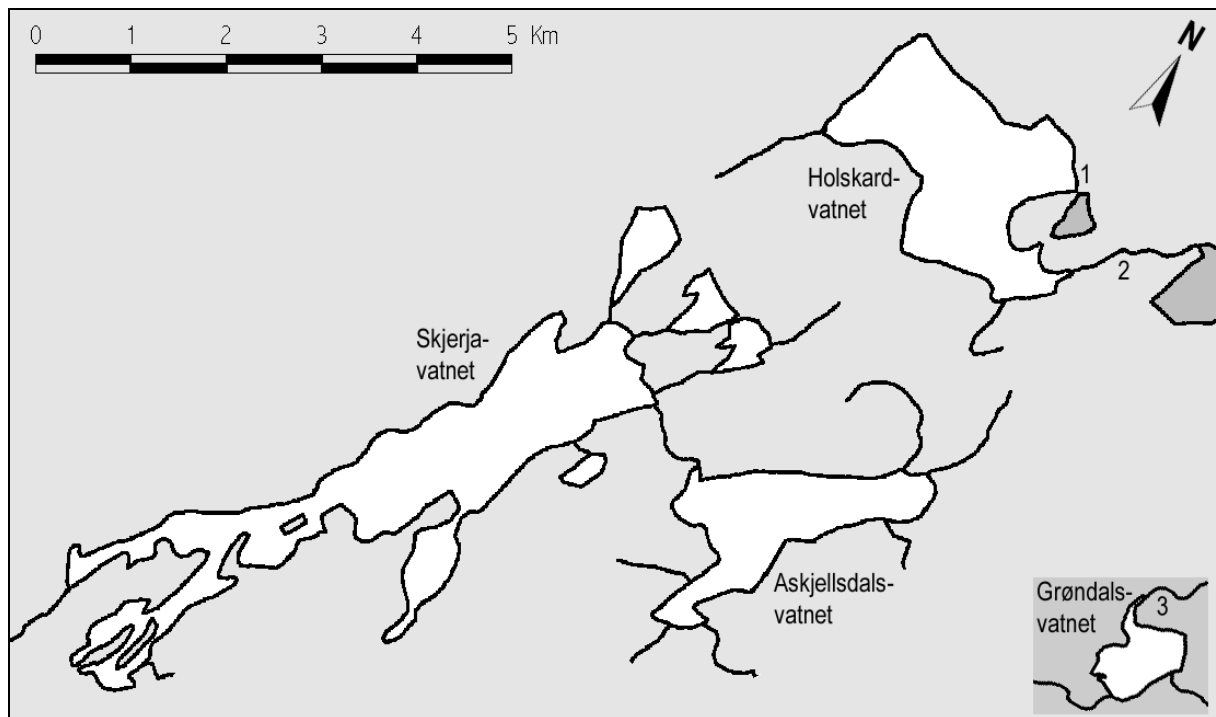 0 1 2 3 4 5 Km
N
Holskard-
vatnet
1
2
Skjerja-
vatnet
Askjellsdals-
vatnet
Grøndals-
vatnet
3